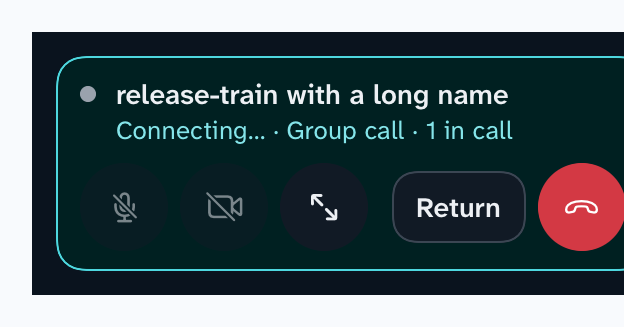 release-train with a long name
Connecting... · Group call · 1 in call
Return